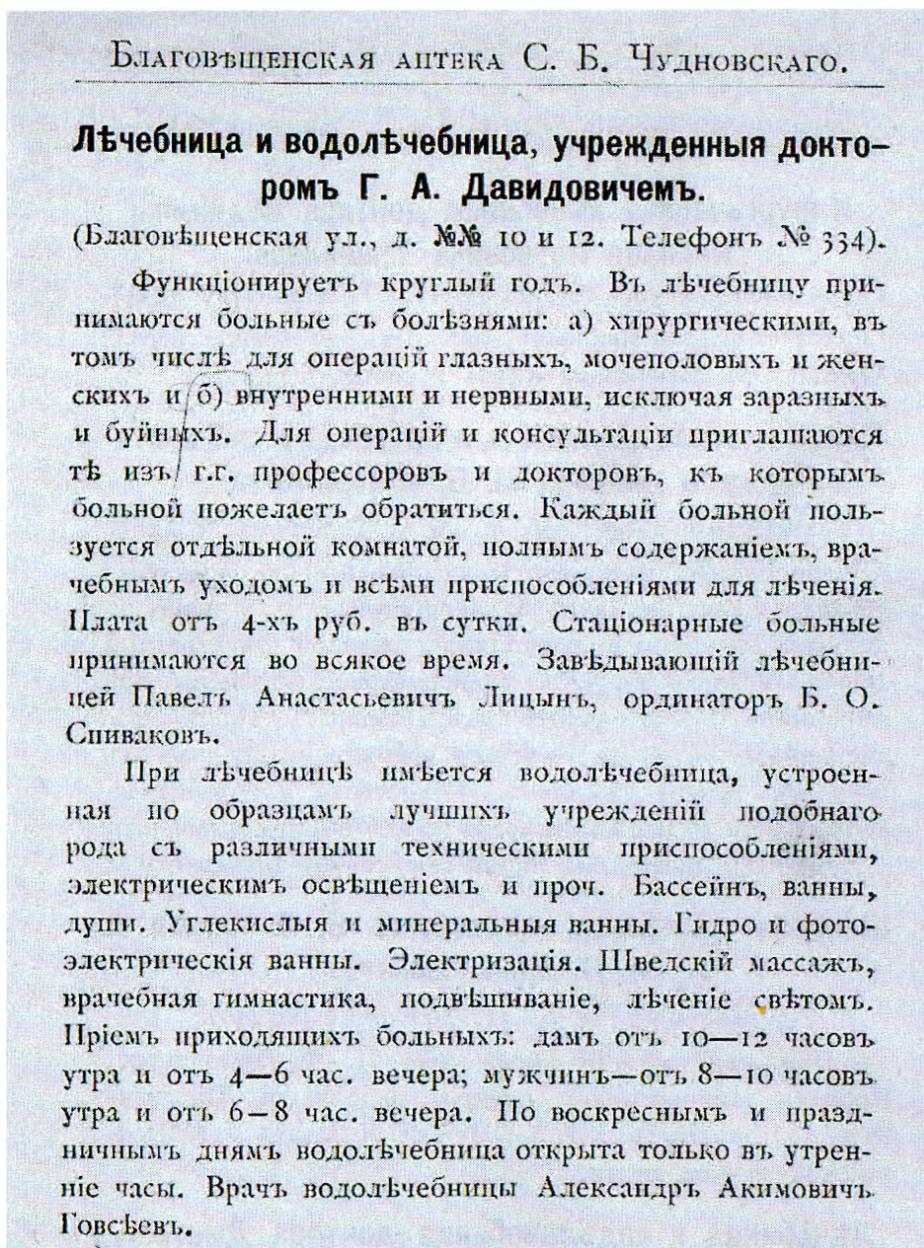 Благовѣщенская аптека С. Б. Чудновскаго.
Лѣчебница и водолѣчебница, учрежденныя докто-
ромъ Г. А. Давидовичемъ.
(Благовѣщенская ул., д. №№ 10 и 12. Телефонъ № 334).
Функціонируетъ круглый годъ. Въ лѣчебницу при-
нимаются больные съ болѣзнями: а) хирургическими, въ
томъ числѣ для операцій глазныхъ, мочеполовыхъ и жен-
скихъ и б) внутренними и нервными, исключая заразныхъ
и буйныхъ. Для операцій и консультаціи приглашаются
тѣ изъ г.г. профессоровъ и докторовъ, къ которымъ
больной пожелаетъ обратиться. Каждый больной поль-
зуется отдѣльной комнатой, полнымъ содержаніемъ, вра-
чебнымъ уходомъ и всѣми приспособленіями для лѣченія.
Плата отъ 4-хъ руб. въ сутки. Стаціонарные больные
принимаются во всякое время. Завѣдывающій лѣчебни-
цей Павелъ Анастасьевичъ Лицынъ, ординаторъ Б. О.
Спиваковъ.
При лѣчебницѣ имѣется водолѣчебница, устроен-
ная по образцамъ лучшихъ учрежденій подобнаго
рода съ различными техническими приспособленіями,
электрическимъ освѣщеніемъ и проч. Бассейнъ, ванны,
души. Углекислыя и минеральныя ванны. Гидро и фото-
электрическія ванны. Электризація. Шведскій массажъ,
врачебная гимнастика, подвѣшиваніе, лѣченіе свѣтомъ.
Пріемъ приходящихъ больныхъ: дамъ отъ 10—12 часовъ
утра и отъ 4—6 час. вечера; мужчинъ—отъ 8—10 часовъ
утра и отъ 6—8 час. вечера. По воскреснымъ и празд-
ничнымъ днямъ водолѣчебница открыта только въ утрен-
ніе часы. Врачъ водолѣчебницы Александръ Акимовичъ
Говсѣевъ.